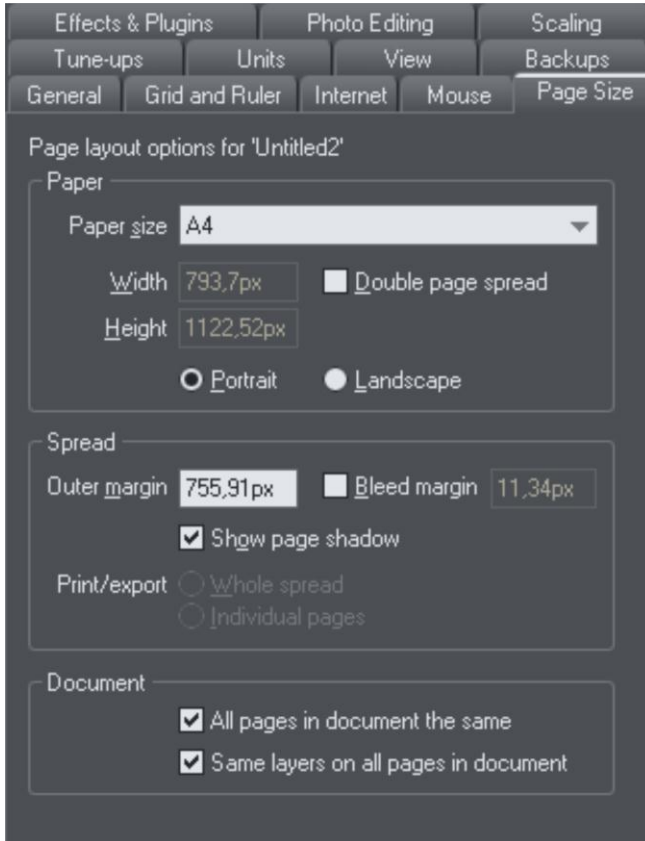 Effects & Plugins Photo Editing Scaling
Tune-ups Units View Backups
General Grid and Ruler Internet Mouse Page Size
Page layout options for 'Untitled2'
Paper
Paper size A4
Width 793,7px Double page spread
Height 1122,52px
Portrait Landscape
Spread
Outer margin 755,91px Bleed margin 11,34px
Show page shadow
Print/export Whole spread
Individual pages
Document
All pages in document the same
Same layers on all pages in document